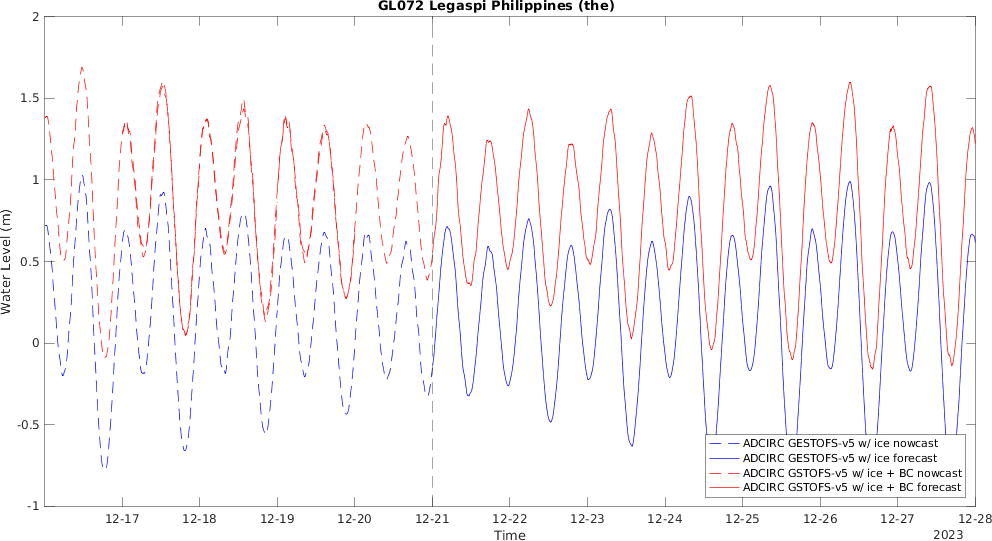 GL072 Legaspi Philippines (the)
2
1.5
1
0.5
0
-0.5
-1
Water Level (m)
12-17
12-18
12-19
12-20
12-21
12-22
12-23
12-24
12-25
12-26
12-27
12-28
Time
2023
ADCIRC GESTOFS-v5 w/ ice nowcast
ADCIRC GESTOFS-v5 w/ ice forecast
ADCIRC GSTOFS-v5 w/ ice + BC nowcast
ADCIRC GSTOFS-v5 w/ ice + BC forecast